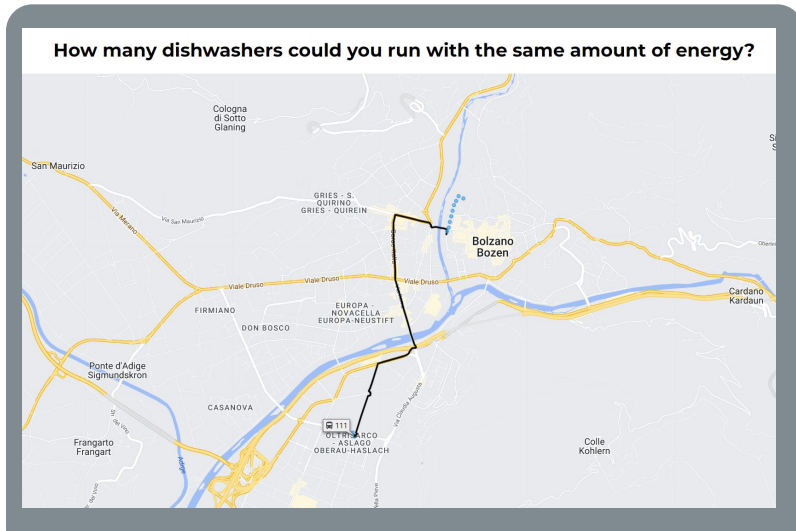 How many dishwashers could you run with the same amount of energy?
Cologna
di Sotto
Glaning
San Maurizio
GRIES - S.
QUIRINO
GRIES - QUIREIN
Via San Maurizio
Via Merano
Bolzano
Bozen
Viale Druso
Viale Druso
Viale Druso
Cardano
Kardaun
FIRMIANO
EUROPA -
NOVACELLA
EUROPA-NEUSTIFT
DON BOSCO
Ponte d'Adige
Sigmundskron
CASANOVA
Via Claudia Augusta
111
OLTRISARCO
- ASLAGO
OBERAU-HASLACH
Frangarto
Frangart
Colle
Kohlern
Adige